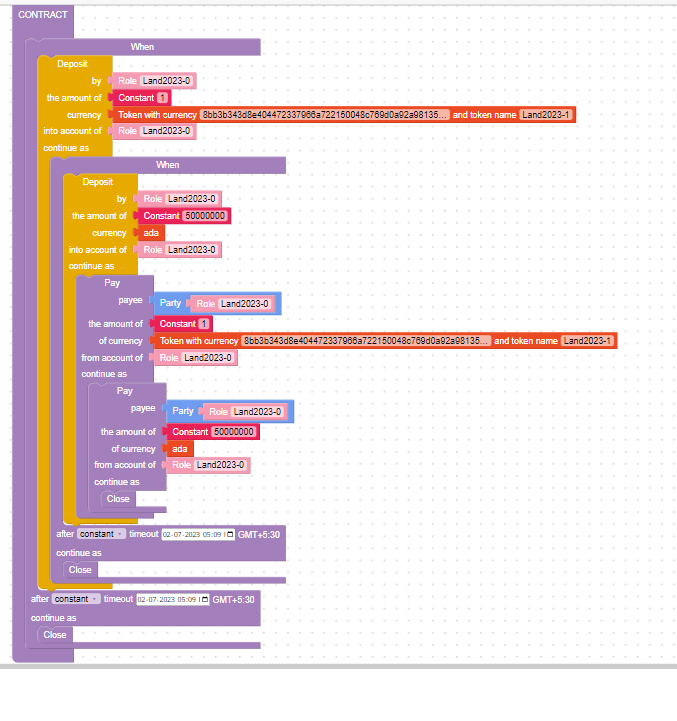 CONTRACT
When
Deposit
by Role Land2023-0
the amount of Constant 1
currency Token with currency 8bb3b343d8e404472337966a722150048c769d0a92a98135... and token name Land2023-1
into account of Role Land2023-0
continue as
When
Deposit
by Role Land2023-0
the amount of Constant 50000000
currency ada
into account of Role Land2023-0
continue as
Pay
payee Party Role Land2023-0
the amount of Constant 1
of currency Token with currency 8bb3b343d8e404472337966a722150048c769d0a92a98135... and token name Land2023-1
from account of Role Land2023-0
continue as
Pay
payee Party Role Land2023-0
the amount of Constant 50000000
of currency ada
from account of Role Land2023-0
continue as
Close
after constant timeout 02-07-2023 05:09 GMT+5:30
continue as
Close
after constant timeout 02-07-2023 05:09 GMT+5:30
continue as
Close